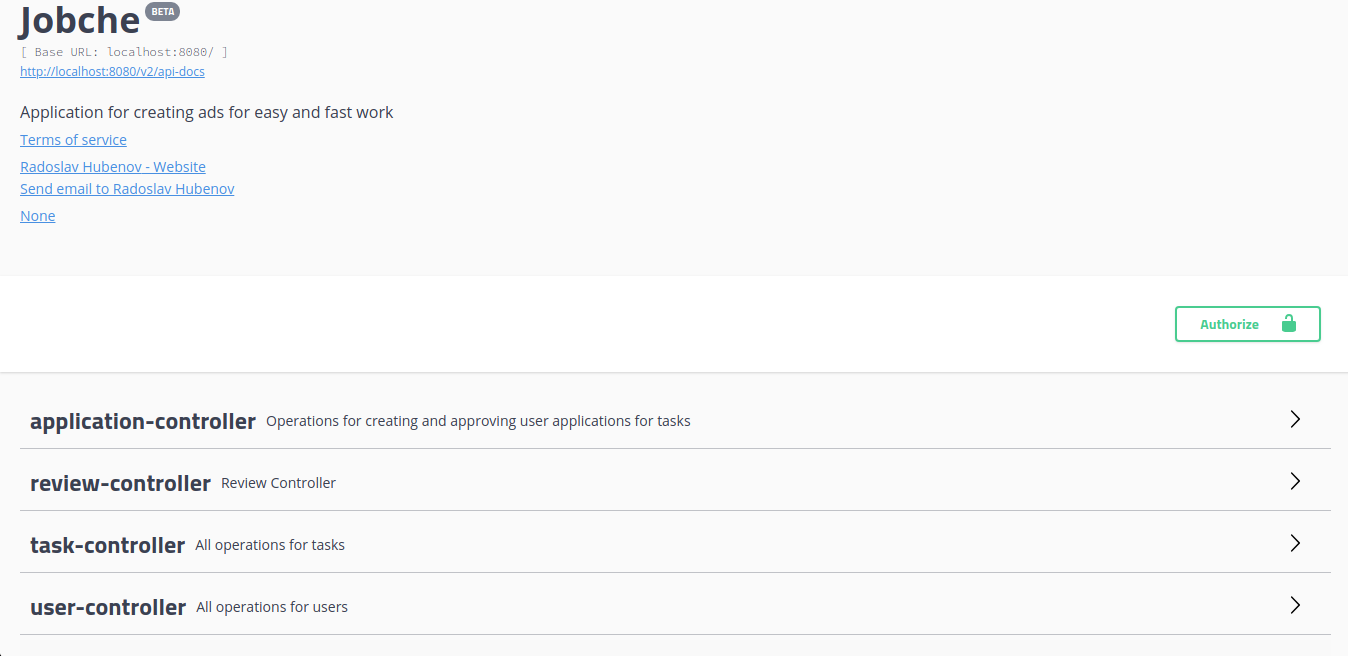 Jobche BETA
[ Base URL: localhost:8080/ ]
http://localhost:8080/v2/api-docs
Application for creating ads for easy and fast work
Terms of service
Radoslav Hubenov - Website
Send email to Radoslav Hubenov
None
Authorize
application-controller Operations for creating and approving user applications for tasks
review-controller Review Controller
task-controller All operations for tasks
user-controller All operations for users